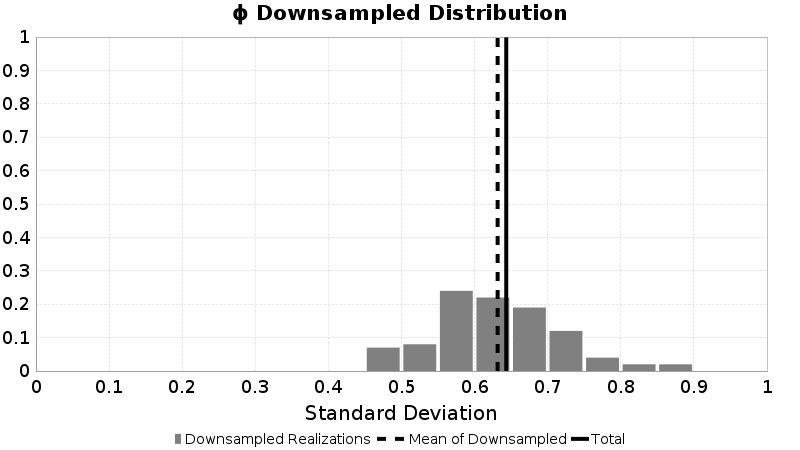 ϕ Downsampled Distribution
1
0.9
0.8
0.7
0.6
0.5
0.4
0.3
0.2
0.1
0
0 0.1 0.2 0.3 0.4 0.5 0.6 0.7 0.8 0.9 1
Standard Deviation
Downsampled Realizations Mean of Downsampled Total